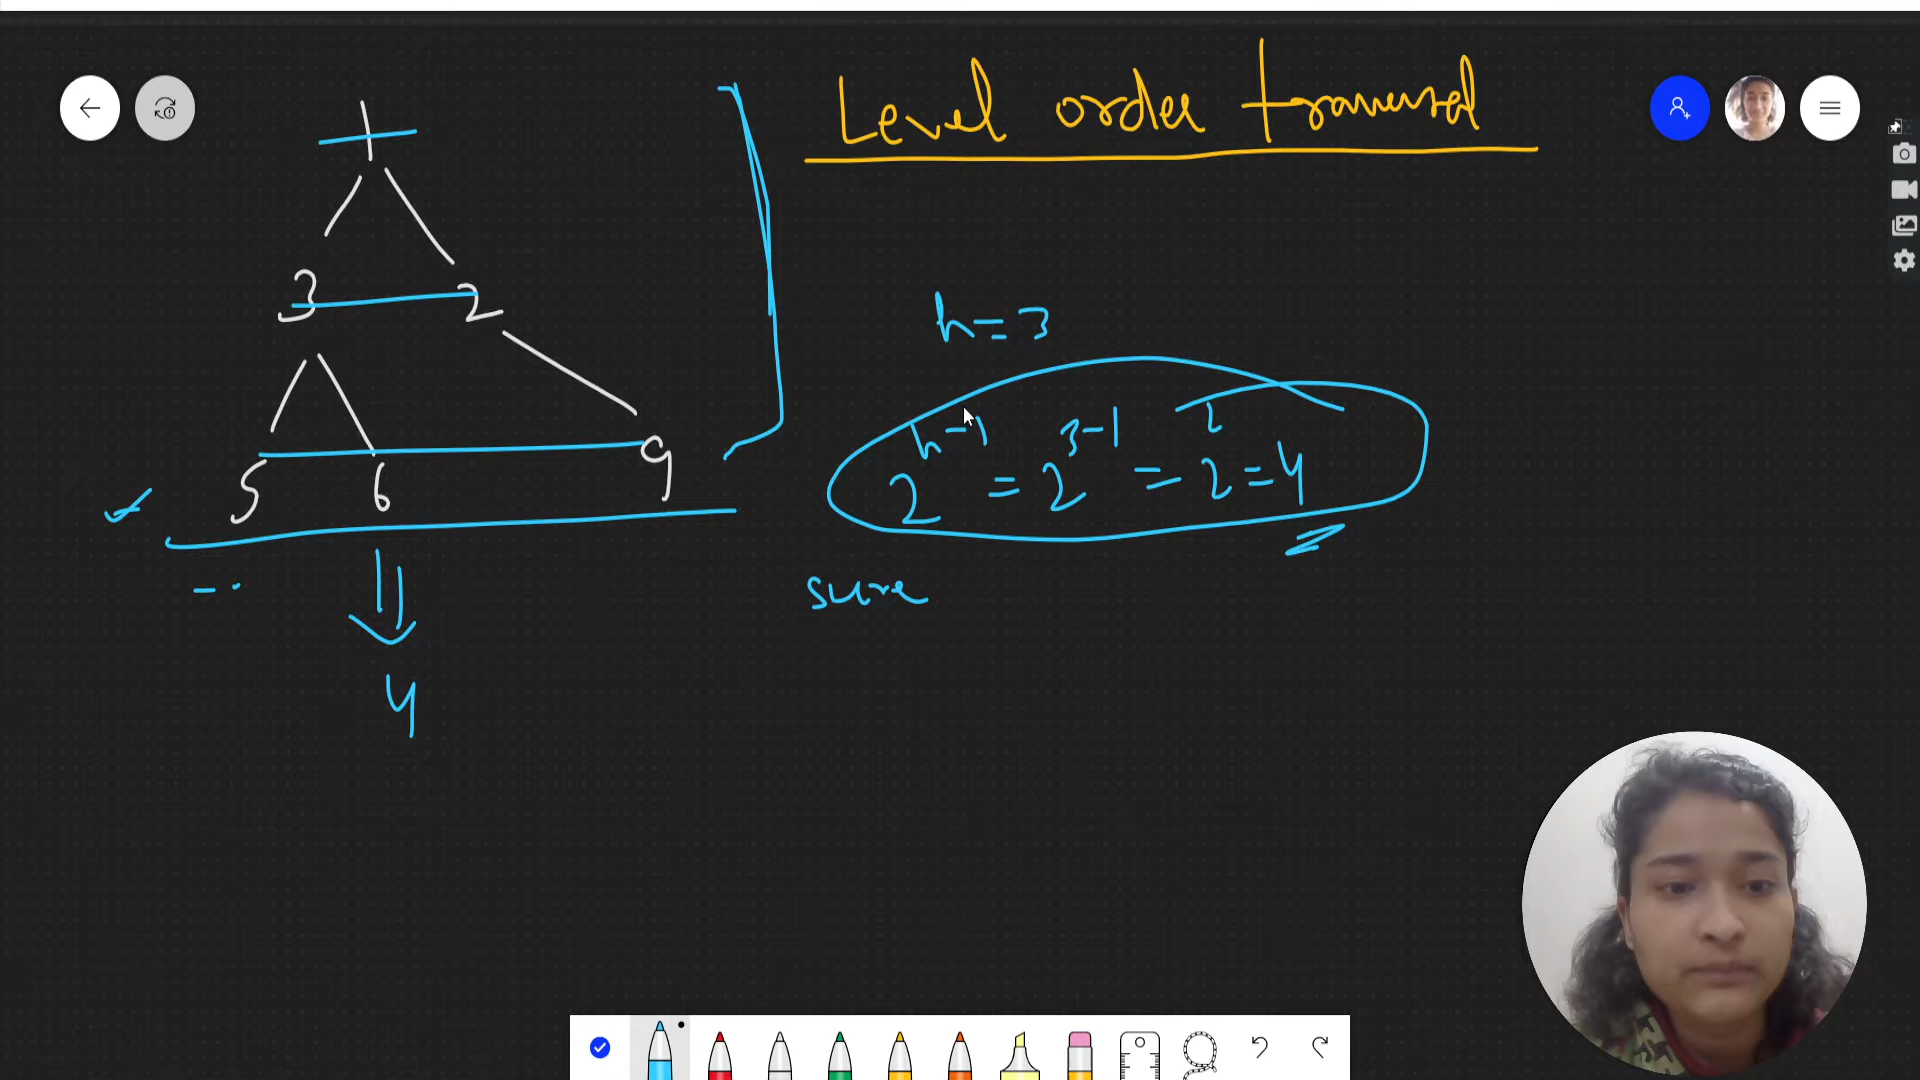 Level order traversal
1
3 2
h=3
5 6 9
2^{h-1} = 2^{3-1} = 2^2 = 4
sure
4